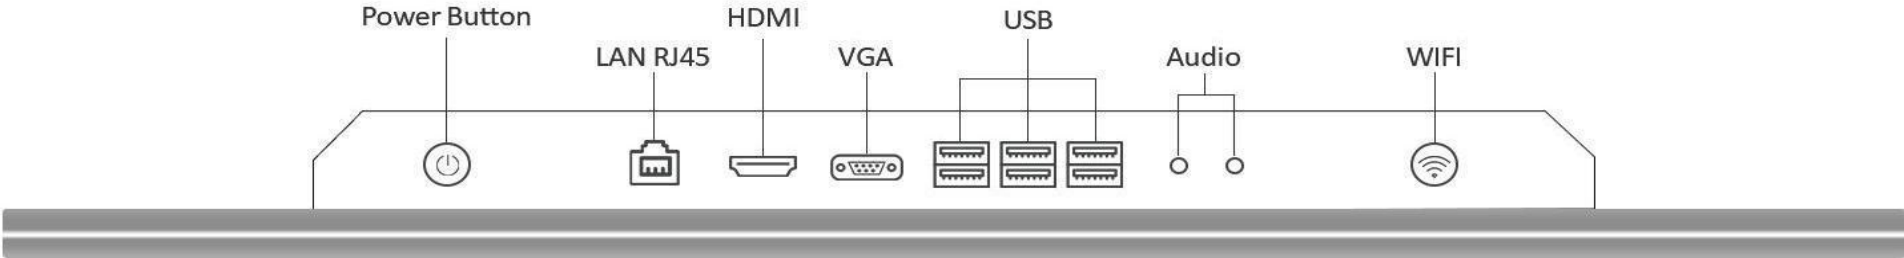 Power Button
HDMI
USB
LAN RJ45
VGA
Audio
WIFI